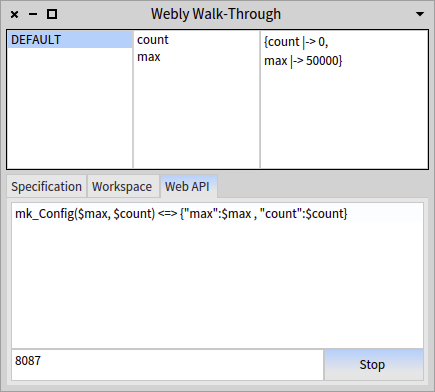 Webly Walk-Through
DEFAULT
count
max
{count |-> 0,
max |-> 50000}
Specification
Workspace
Web API
mk_Config($max, $count) <=> {"max":$max , "count":$count}
8087
Stop